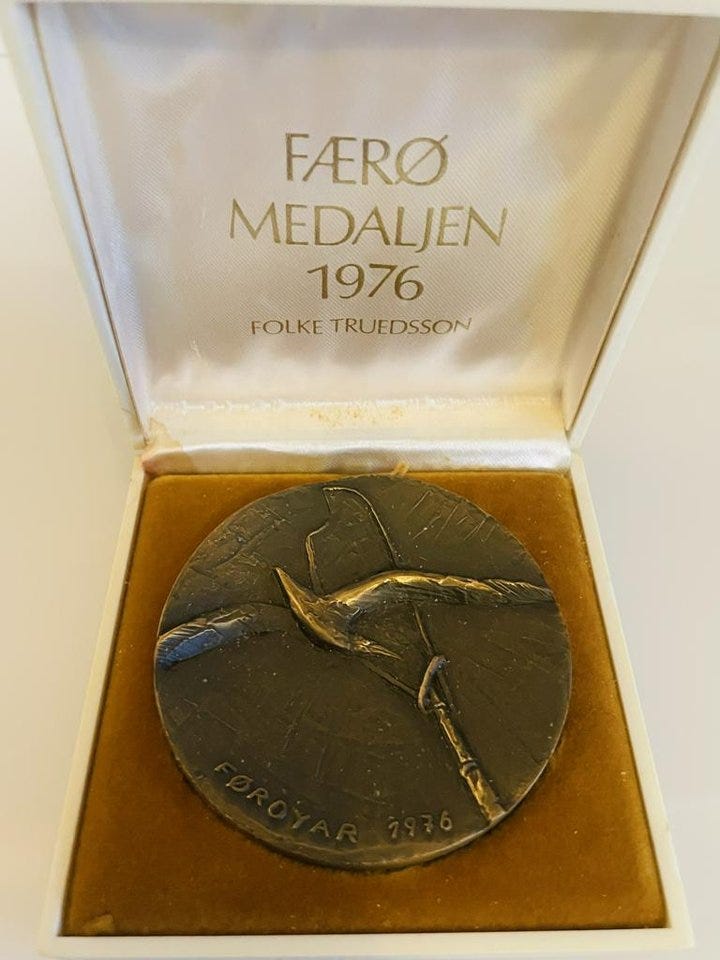 FÆRØ
MEDALJEN
1976
FOLKE TRUEDSSON
FØROYAR 1976